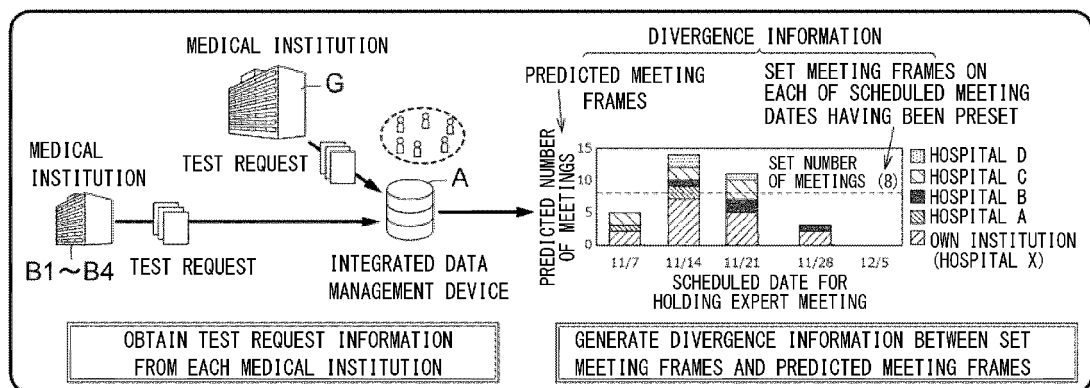 MEDICAL INSTITUTION
G
MEDICAL
INSTITUTION
TEST REQUEST
A
B1～B4
TEST REQUEST
INTEGRATED DATA
MANAGEMENT DEVICE
OBTAIN TEST REQUEST INFORMATION
FROM EACH MEDICAL INSTITUTION
DIVERGENCE INFORMATION
PREDICTED MEETING
FRAMES
SET MEETING FRAMES ON
EACH OF SCHEDULED MEETING
DATES HAVING BEEN PRESET
PREDICTED NUMBER
OF MEETINGS
15
10
5
0
SET NUMBER
OF MEETINGS (8)
HOSPITAL D
HOSPITAL C
HOSPITAL B
HOSPITAL A
OWN INSTITUTION
(HOSPITAL X)
11/7 11/14 11/21 11/28 12/5
SCHEDULED DATE FOR
HOLDING EXPERT MEETING
GENERATE DIVERGENCE INFORMATION BETWEEN SET
MEETING FRAMES AND PREDICTED MEETING FRAMES